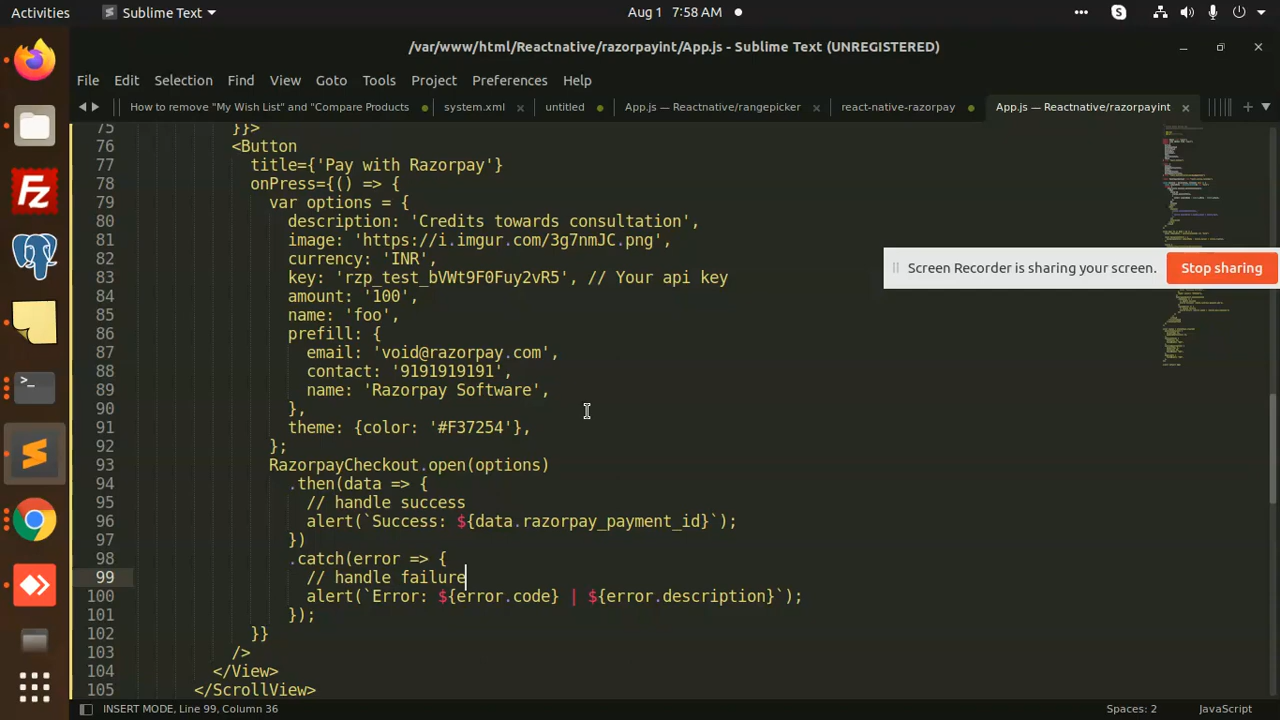 Activities
Sublime Text
Aug 1 7:58 AM
/var/www/html/Reactnative/razorpayint/App.js - Sublime Text (UNREGISTERED)
File Edit Selection Find View Goto Tools Project Preferences Help
How to remove "My Wish List" and "Compare Products
system.xml
untitled
App.js — Reactnative/rangepicker
react-native-razorpay
App.js — Reactnative/razorpayint
75 }}>
76 <Button
77 title={'Pay with Razorpay'}
78 onPress={() => {
79 var options = {
80 description: 'Credits towards consultation',
81 image: 'https://i.imgur.com/3g7nmJC.png',
82 currency: 'INR',
83 key: 'rzp_test_bVWt9F0Fuy2vR5', // Your api key
84 amount: '100',
85 name: 'foo',
86 prefill: {
87 email: 'void@razorpay.com',
88 contact: '9191919191',
89 name: 'Razorpay Software',
90 },
91 theme: {color: '#F37254'},
92 };
93 RazorpayCheckout.open(options)
94 .then(data => {
95 // handle success
96 alert(`Success: ${data.razorpay_payment_id}`);
97 })
98 .catch(error => {
99 // handle failure
100 alert(`Error: ${error.code} | ${error.description}`);
101 });
102 }}
103 />
104 </View>
105 </ScrollView>
Screen Recorder is sharing your screen.
Stop sharing
INSERT MODE, Line 99, Column 36
Spaces: 2
JavaScript